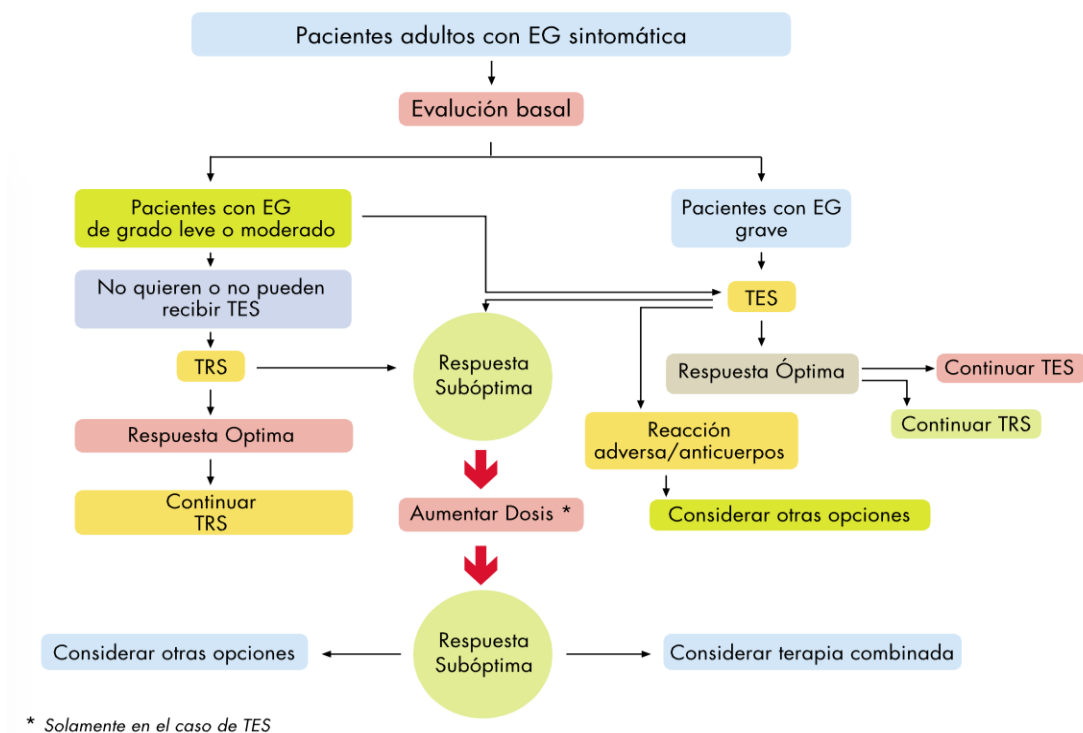 Pacientes adultos con EG sintomática
Evalución basal
Pacientes con EG
de grado leve o moderado
Pacientes con EG
grave
No quieren o no pueden
recibir TES
TES
TRS
Respuesta
Subóptima
Respuesta Óptima
Continuar TES
Continuar TRS
Respuesta Optima
Reacción
adversa/anticuerpos
Continuar
TRS
Aumentar Dosis *
Considerar otras opciones
Considerar otras opciones
Respuesta
Subóptima
Considerar terapia combinada
* Solamente en el caso de TES